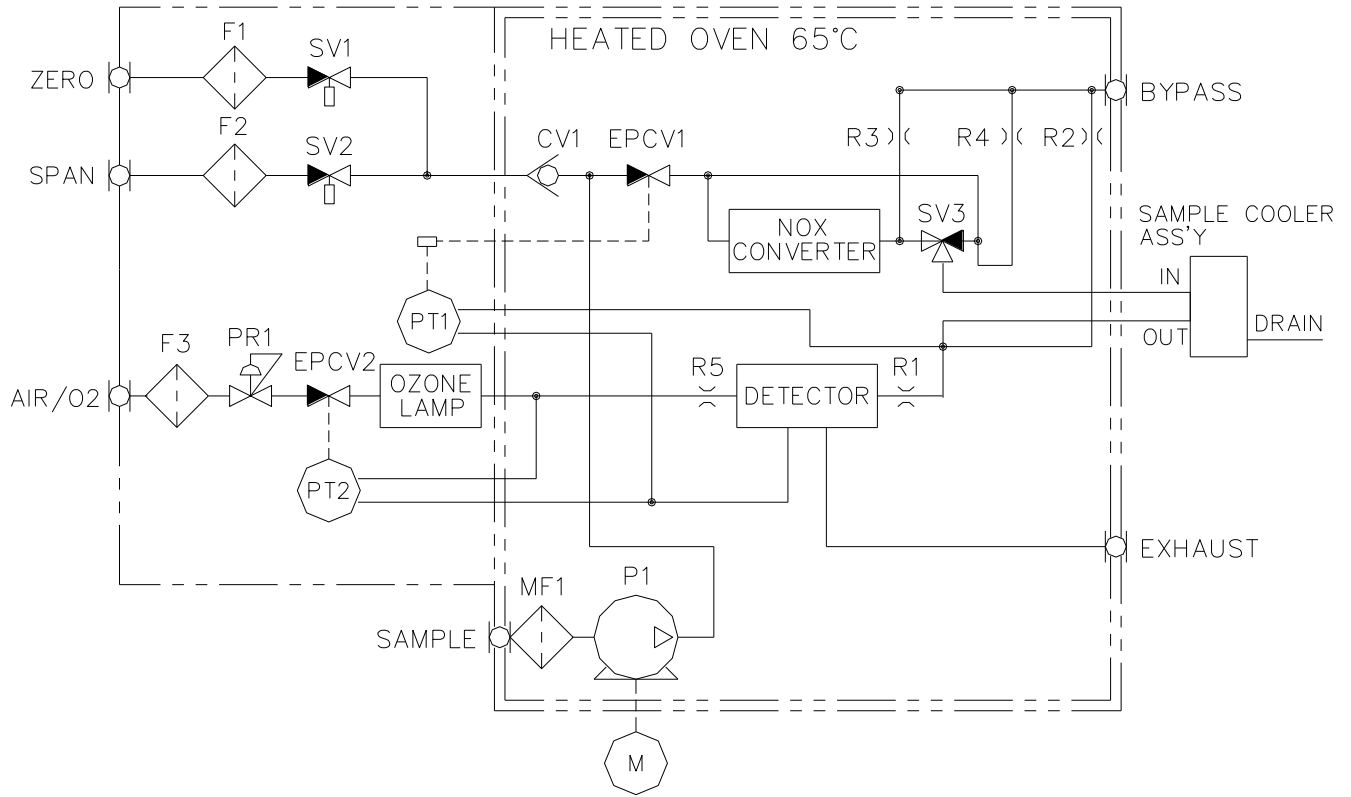 HEATED OVEN 65°C
F1
SV1
ZERO
BYPASS
F2
SV2
CV1
EPCV1
R3
R4
R2
SPAN
SV3
SAMPLE COOLER
ASS'Y
NOX
CONVERTER
IN
PT1
OUT
DRAIN
F3
PR1
EPCV2
R5
R1
AIR/O2
OZONE
LAMP
DETECTOR
PT2
EXHAUST
MF1
P1
SAMPLE
M